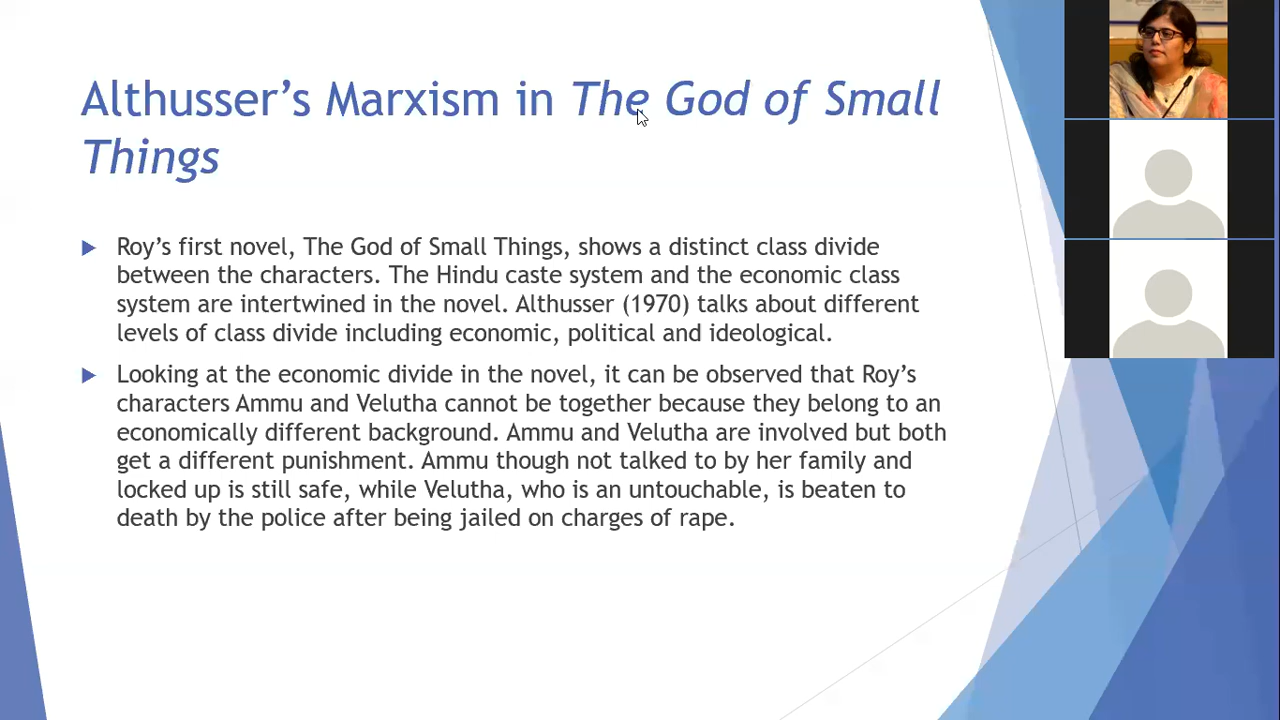 Althusser’s Marxism in The God of Small
Things
Roy’s first novel, The God of Small Things, shows a distinct class divide
between the characters. The Hindu caste system and the economic class
system are intertwined in the novel. Althusser (1970) talks about different
levels of class divide including economic, political and ideological.
Looking at the economic divide in the novel, it can be observed that Roy’s
characters Ammu and Velutha cannot be together because they belong to an
economically different background. Ammu and Velutha are involved but both
get a different punishment. Ammu though not talked to by her family and
locked up is still safe, while Velutha, who is an untouchable, is beaten to
death by the police after being jailed on charges of rape.